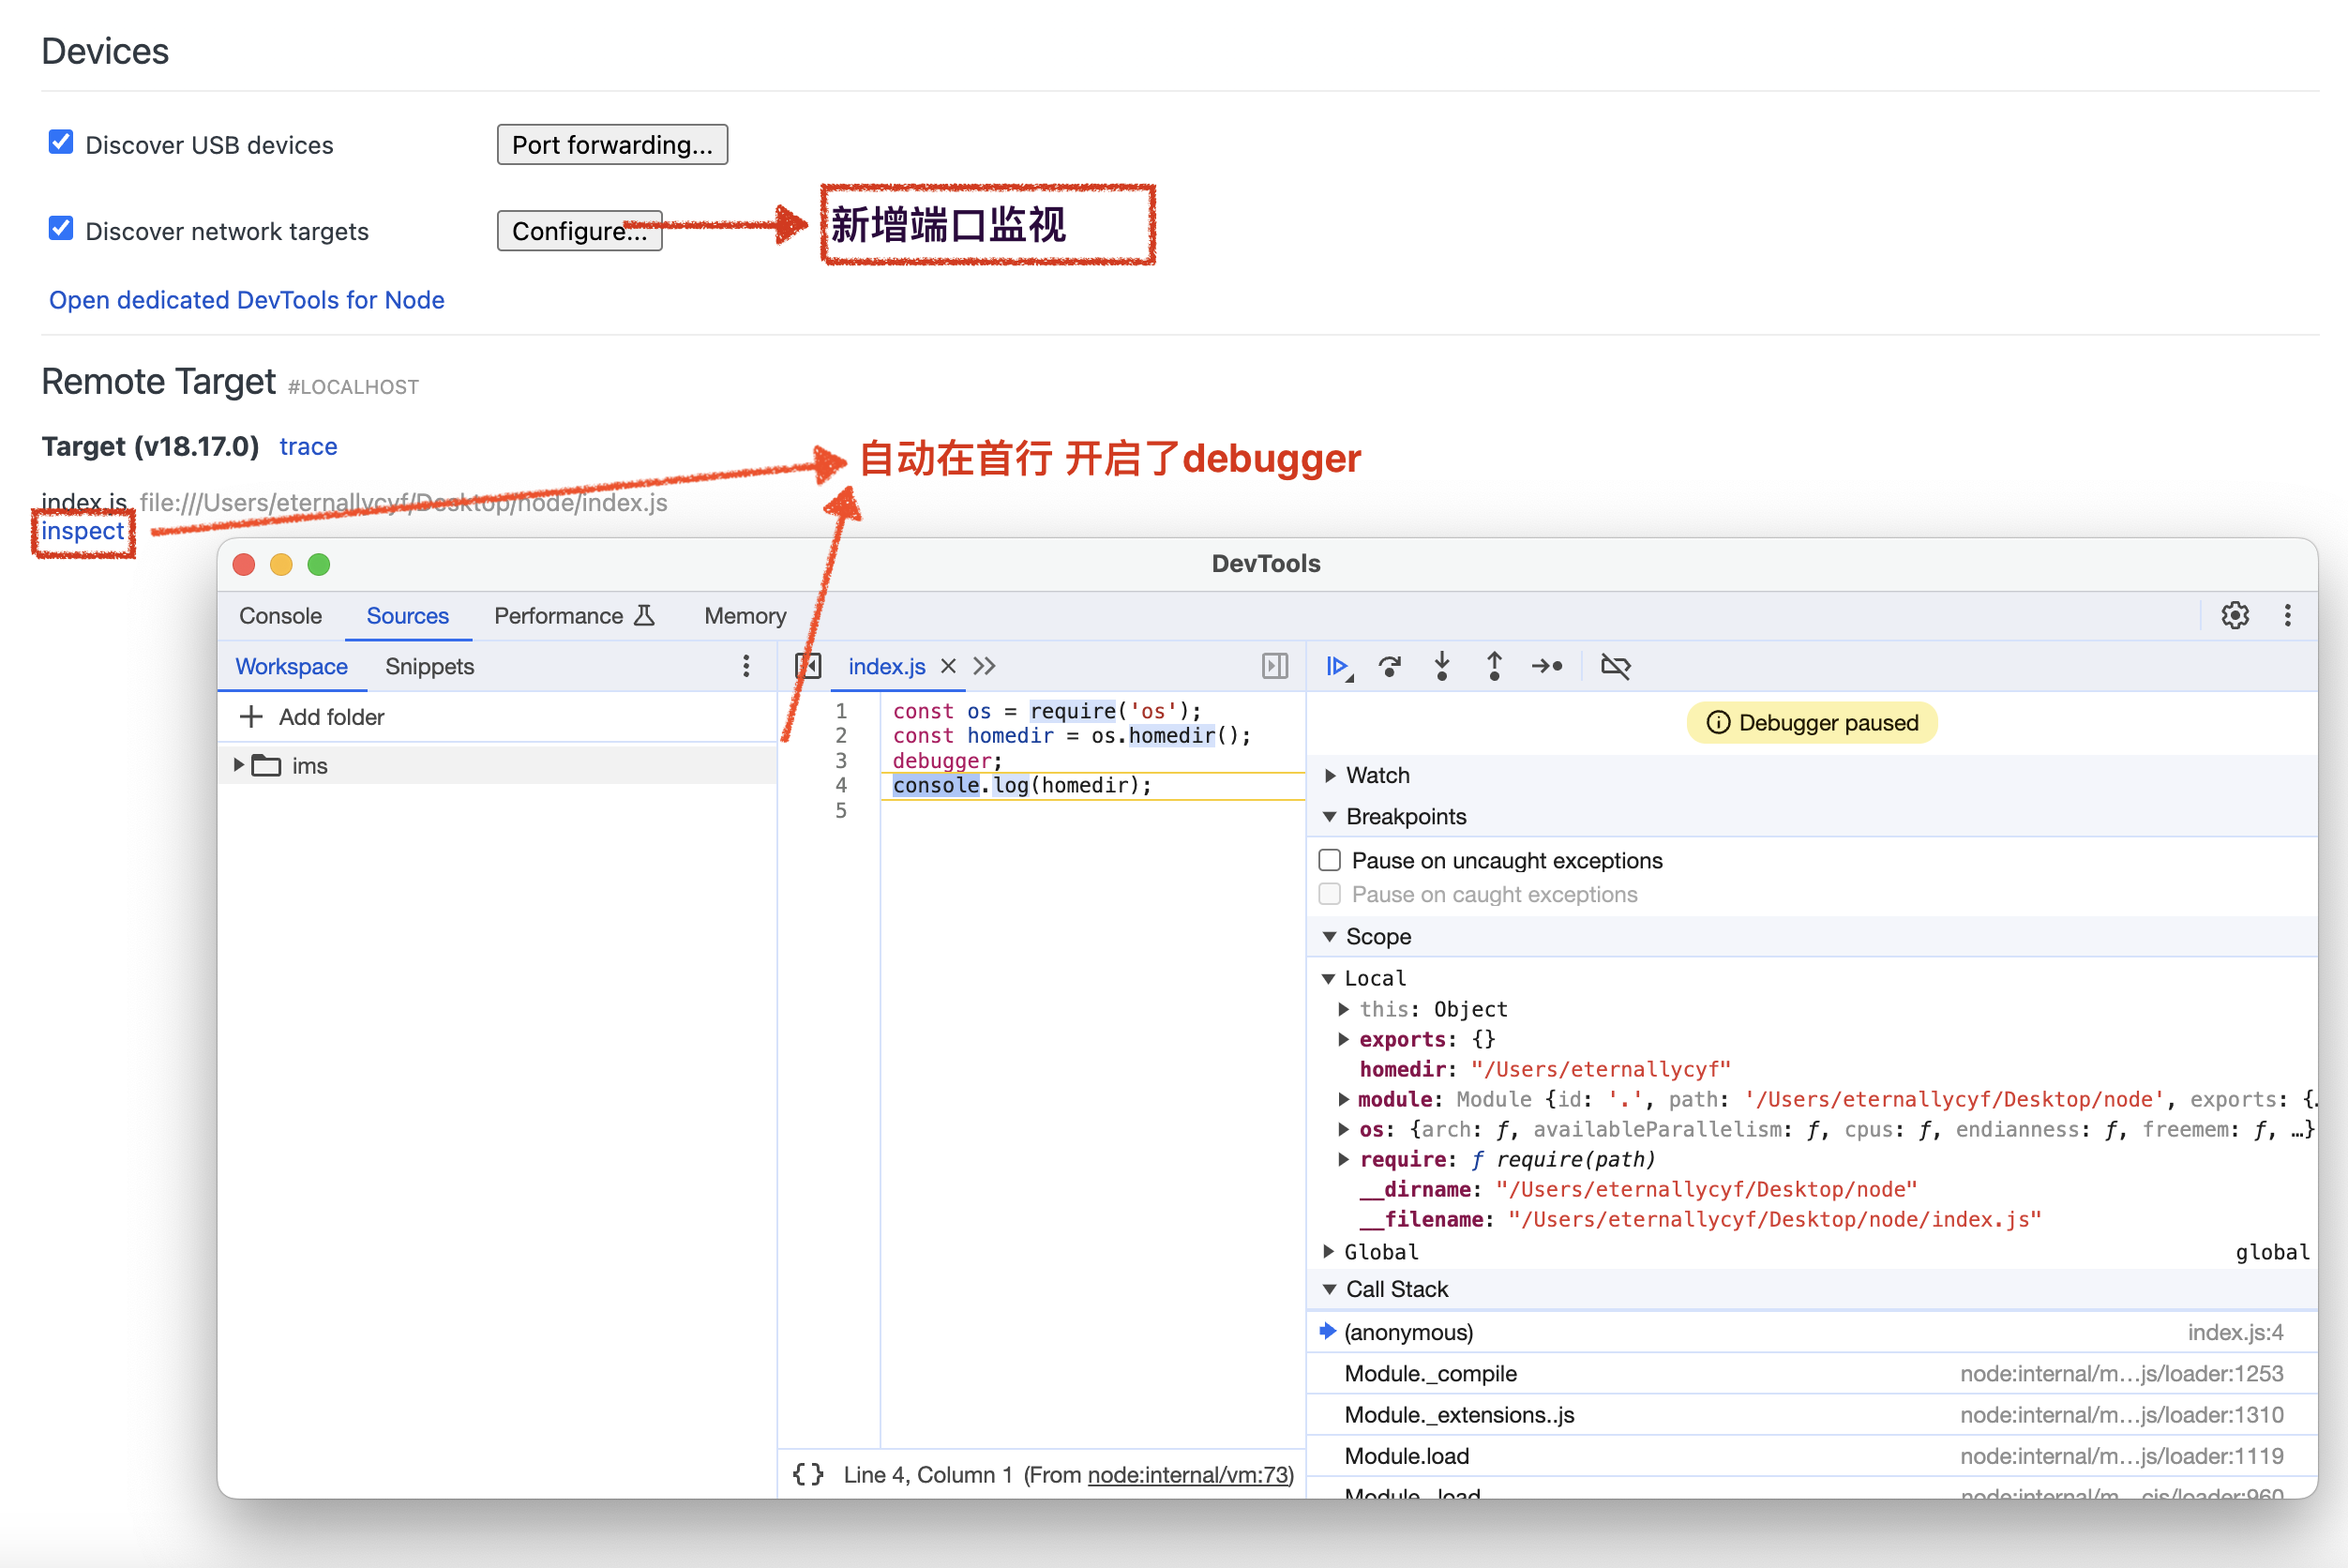 Devices
Discover USB devices
Port forwarding...
Discover network targets
Configure...
新增端口监视
Open dedicated DevTools for Node
Remote Target #LOCALHOST
Target (v18.17.0) trace
自动在首行 开启了debugger
index.js file:///Users/eternallycyf/Desktop/node/index.js
inspect
DevTools
Console Sources Performance Memory
Workspace Snippets
Add folder
ims
index.js
1 const os = require('os');
2 const homedir = os.homedir();
3 debugger;
4 console.log(homedir);
5
{} Line 4, Column 1 (From node:internal/vm:73)
Debugger paused
Watch
Breakpoints
Pause on uncaught exceptions
Pause on caught exceptions
Scope
Local
this: Object
exports: {}
homedir: "/Users/eternallycyf"
module: Module {id: '.', path: '/Users/eternallycyf/Desktop/node', exports: {…
os: {arch: ƒ, availableParallelism: ƒ, cpus: ƒ, endianness: ƒ, freemem: ƒ, …}
require: ƒ require(path)
__dirname: "/Users/eternallycyf/Desktop/node"
__filename: "/Users/eternallycyf/Desktop/node/index.js"
Global global
Call Stack
(anonymous) index.js:4
Module._compile node:internal/m…js/loader:1253
Module._extensions..js node:internal/m…js/loader:1310
Module.load node:internal/m…js/loader:1119
Module._load node:internal/m…cjs/loader:960